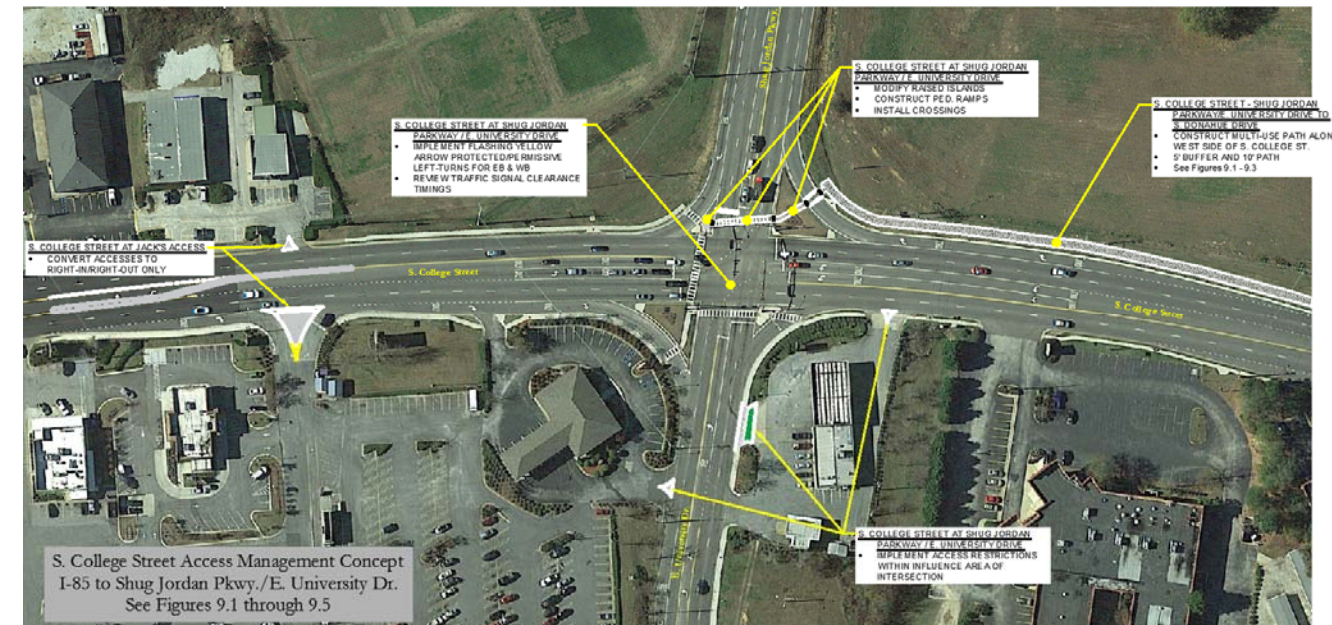 Shug Jordan Pkwy.
S. COLLEGE STREET AT SHUG JORDAN
PARKWAY / E. UNIVERSITY DRIVE
• MODIFY RAISED ISLANDS
• CONSTRUCT PED. RAMPS
• INSTALL CROSSINGS
S. COLLEGE STREET - SHUG JORDAN
PARKWAY/E. UNIVERSITY DRIVE TO
S. DONAHUE DRIVE
• CONSTRUCT MULTI-USE PATH ALON
WEST SIDE OF S. COLLEGE ST.
• 5' BUFFER AND 10' PATH
• See Figures 9.1 - 9.3
S. COLLEGE STREET AT SHUG JORDAN
PARKWAY / E. UNIVERSITY DRIVE
• IMPLEMENT FLASHING YELLOW
ARROW PROTECTED/PERMISSIVE
LEFT-TURNS FOR EB & WB
• REVIEW TRAFFIC SIGNAL CLEARANCE
TIMINGS
S. COLLEGE STREET AT JACK'S ACCESS
• CONVERT ACCESSES TO
RIGHT-IN/RIGHT-OUT ONLY
S. College Street
S. College Street
E. University Dr.
S. COLLEGE STREET AT SHUG JORDAN
PARKWAY / E. UNIVERSITY DRIVE
• IMPLEMENT ACCESS RESTRICTIONS
WITHIN INFLUENCE AREA OF
INTERSECTION
S. College Street Access Management Concept
I-85 to Shug Jordan Pkwy./E. University Dr.
See Figures 9.1 through 9.5